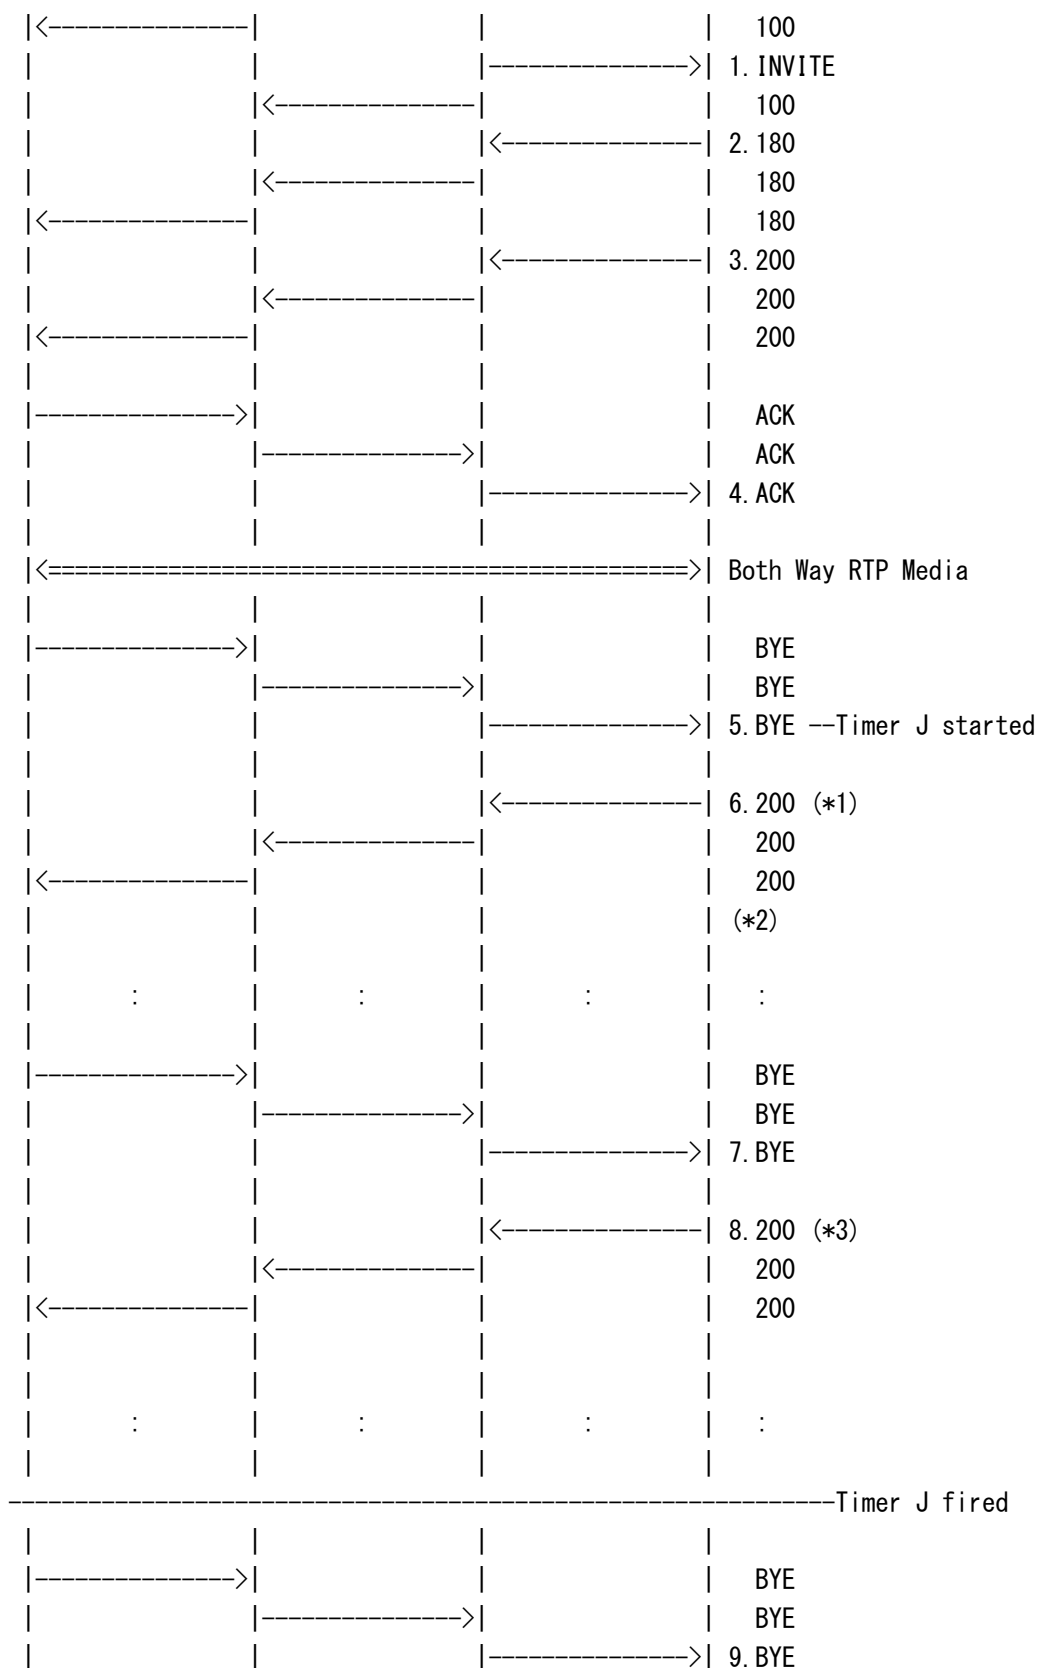 |<---------------|                |                |   100
|                |                |--------------->| 1.INVITE
|                |<---------------|                |   100
|                |                |<---------------| 2.180
|                |<---------------|                |   180
|<---------------|                |                |   180
|                |                |<---------------| 3.200
|                |<---------------|                |   200
|<---------------|                |                |   200
|                |                |                |
|--------------->|                |                |   ACK
|                |--------------->|                |   ACK
|                |                |--------------->| 4.ACK
|                |                |                |
|<================================================>| Both Way RTP Media
|                |                |                |
|--------------->|                |                |   BYE
|                |--------------->|                |   BYE
|                |                |--------------->| 5.BYE --Timer J started
|                |                |                |
|                |                |<---------------| 6.200 (*1)
|                |<---------------|                |   200
|<---------------|                |                |   200
|                |                |                | (*2)
|                |                |                |
|       :        |       :        |       :        |   :
|                |                |                |
|--------------->|                |                |   BYE
|                |--------------->|                |   BYE
|                |                |--------------->| 7.BYE
|                |                |                |
|                |                |<---------------| 8.200 (*3)
|                |<---------------|                |   200
|<---------------|                |                |   200
|                |                |                |
|                |                |                |
|       :        |       :        |       :        |   :
|                |                |                |
--------------------------------------------------------------Timer J fired
|                |                |                |
|--------------->|                |                |   BYE
|                |--------------->|                |   BYE
|                |                |--------------->| 9.BYE